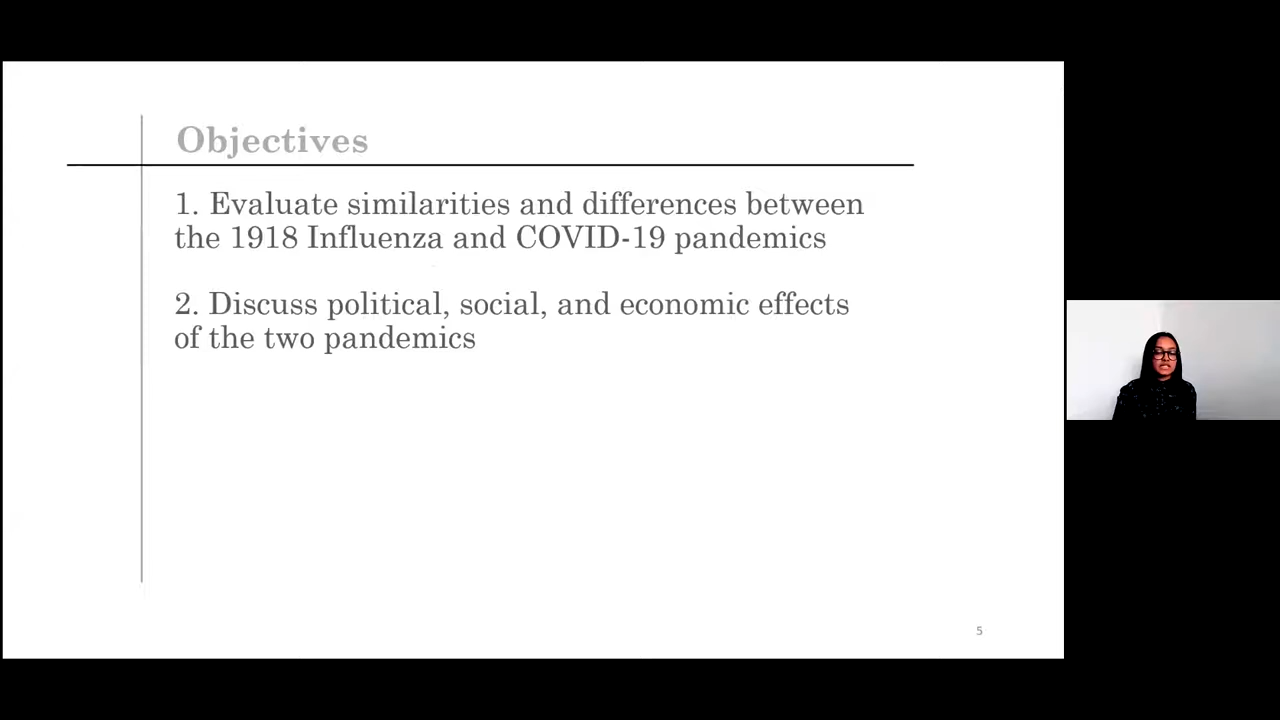 Objectives
1. Evaluate similarities and differences between
the 1918 Influenza and COVID-19 pandemics
2. Discuss political, social, and economic effects
of the two pandemics
5